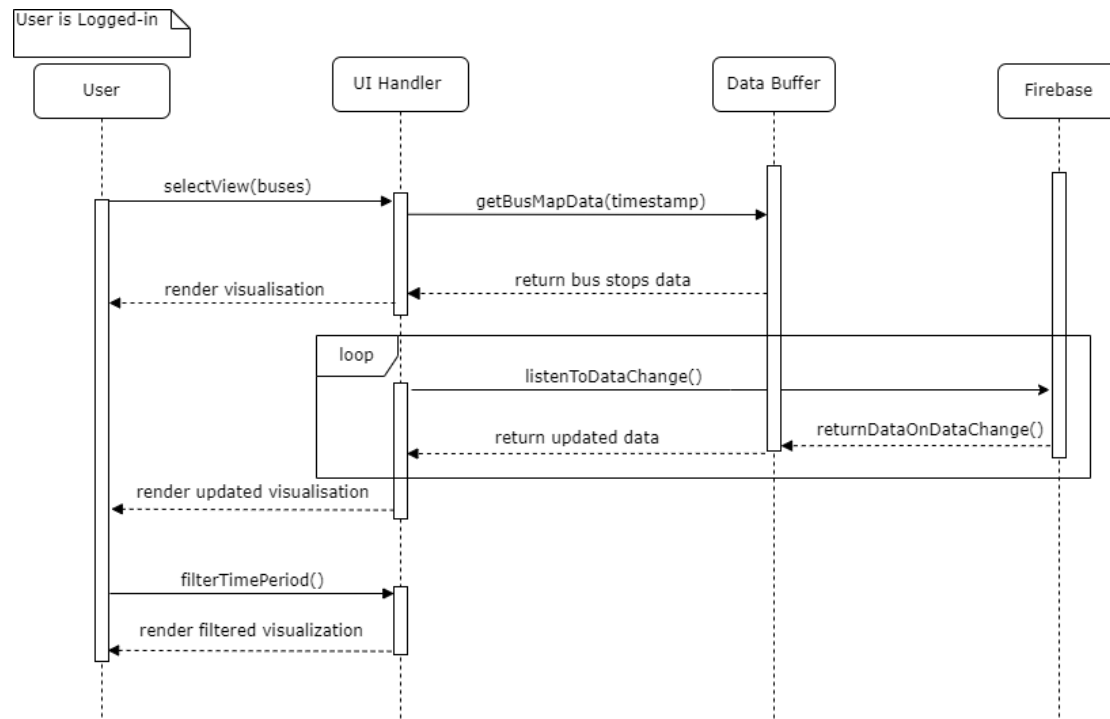 User is Logged-in
User
UI Handler
Data Buffer
Firebase
selectView(buses)
getBusMapData(timestamp)
return bus stops data
render visualisation
loop
listenToDataChange()
returnDataOnDataChange()
return updated data
render updated visualisation
filterTimePeriod()
render filtered visualization